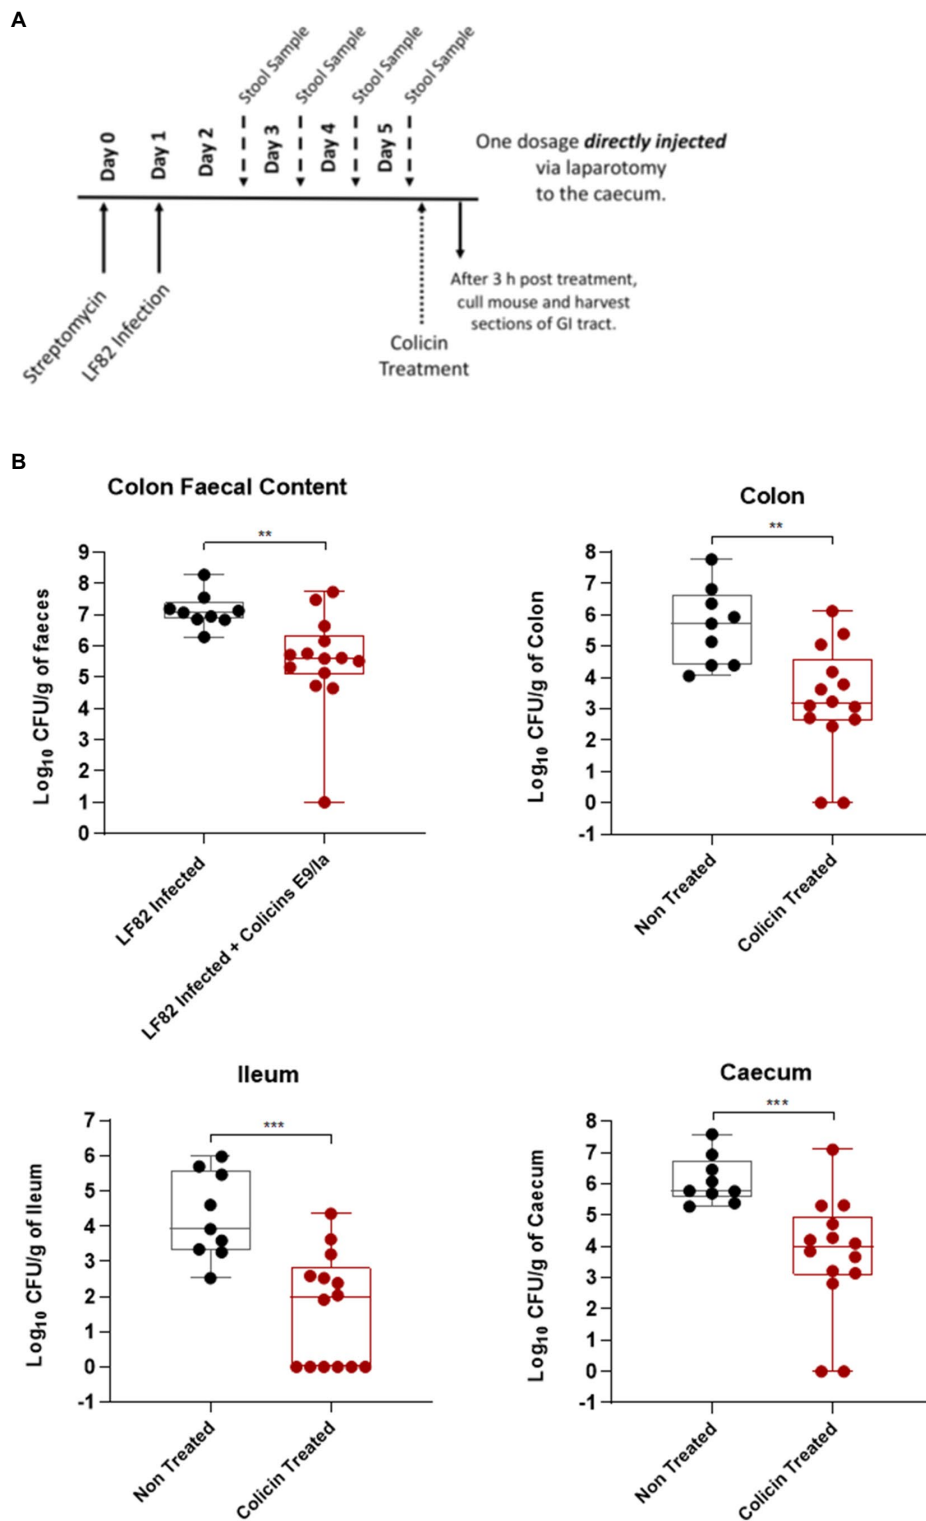 A
Stool Sample
Stool Sample
Stool Sample
Stool Sample
Day 0
Day 1
Day 2
Day 3
Day 4
Day 5
One dosage directly injected
via laparotomy
to the caecum.
Streptomycin
LF82 Infection
Colicin
Treatment
After 3 h post treatment,
cull mouse and harvest
sections of GI tract.
B
Colon Faecal Content
**
Log10 CFU/g of faeces
9
8
7
6
5
4
3
2
1
0
LF82 Infected
LF82 Infected + Colicins E9/Ia
Colon
**
Log10 CFU/g of Colon
8
7
6
5
4
3
2
1
0
-1
Non Treated
Colicin Treated
Ileum
***
Log10 CFU/g of Ileum
7
6
5
4
3
2
1
0
-1
Non Treated
Colicin Treated
Caecum
***
Log10 CFU/g of Caecum
8
7
6
5
4
3
2
1
0
-1
Non Treated
Colicin Treated